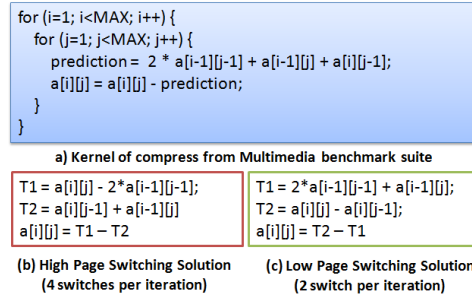 for (i=1; i<MAX; i++) {
for (j=1; j<MAX; j++) {
prediction = 2 * a[i-1][j-1] + a[i-1][j] + a[i][j-1];
a[i][j] = a[i][j] - prediction;
}
}
a) Kernel of compress from Multimedia benchmark suite
T1 = a[i][j] - 2*a[i-1][j-1];
T2 = a[i][j-1] + a[i-1][j]
a[i][j] = T1 – T2
(b) High Page Switching Solution
(4 switches per iteration)
T1 = 2*a[i-1][j-1] + a[i-1][j];
T2 = a[i][j] - a[i][j-1];
a[i][j] = T2 – T1
(c) Low Page Switching Solution
(2 switch per iteration)